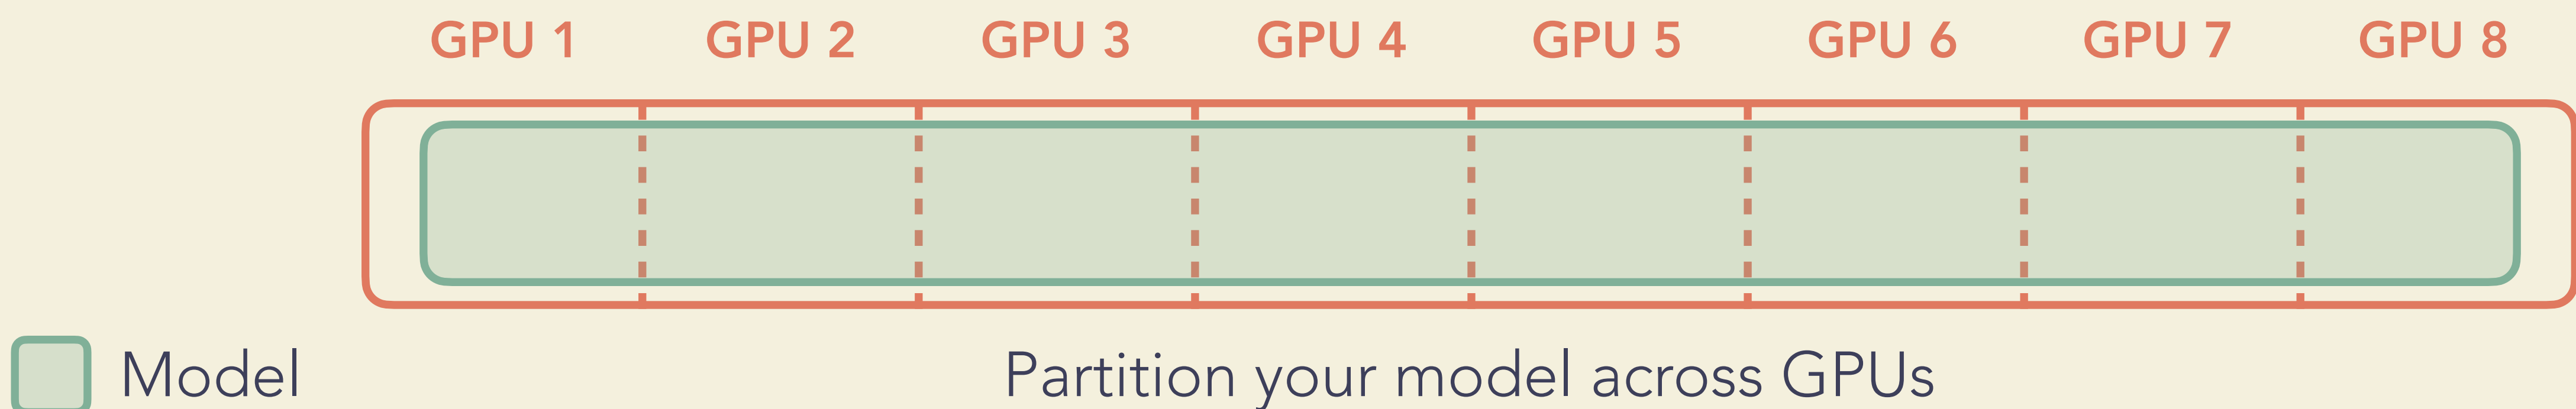 GPU 1 GPU 2 GPU 3 GPU 4 GPU 5 GPU 6 GPU 7 GPU 8
Model
Partition your model across GPUs